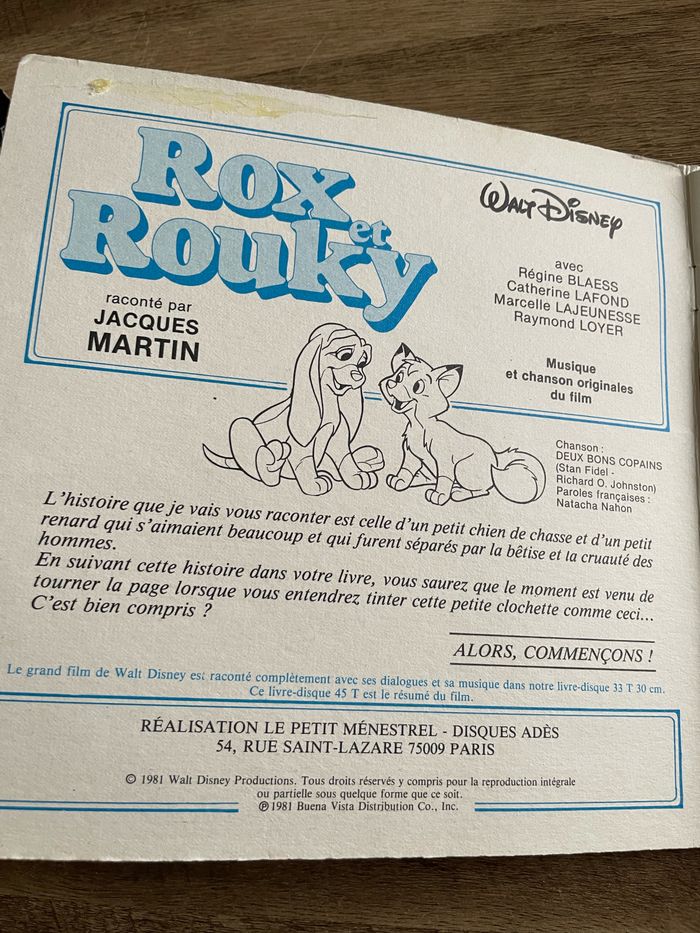 Rox et
Rouky
raconté par
JACQUES
MARTIN
WALT DISNEY
avec
Régine BLAESS
Catherine LAFOND
Marcelle LAJEUNESSE
Raymond LOYER
Musique
et chanson originales
du film
Chanson :
DEUX BONS COPAINS
(Stan Fidel -
Richard O. Johnston)
Paroles françaises :
Natacha Nahon
L'histoire que je vais vous raconter est celle d'un petit chien de chasse et d'un petit
renard qui s'aimaient beaucoup et qui furent séparés par la bêtise et la cruauté des
hommes.
En suivant cette histoire dans votre livre, vous saurez que le moment est venu de
tourner la page lorsque vous entendrez tinter cette petite clochette comme ceci...
C'est bien compris ?
ALORS, COMMENÇONS !
Le grand film de Walt Disney est raconté complètement avec ses dialogues et sa musique dans notre livre-disque 33 T 30 cm.
Ce livre-disque 45 T est le résumé du film.
RÉALISATION LE PETIT MÉNESTREL - DISQUES ADÈS
54, RUE SAINT-LAZARE 75009 PARIS
© 1981 Walt Disney Productions. Tous droits réservés y compris pour la reproduction intégrale
ou partielle sous quelque forme que ce soit.
℗ 1981 Buena Vista Distribution Co., Inc.